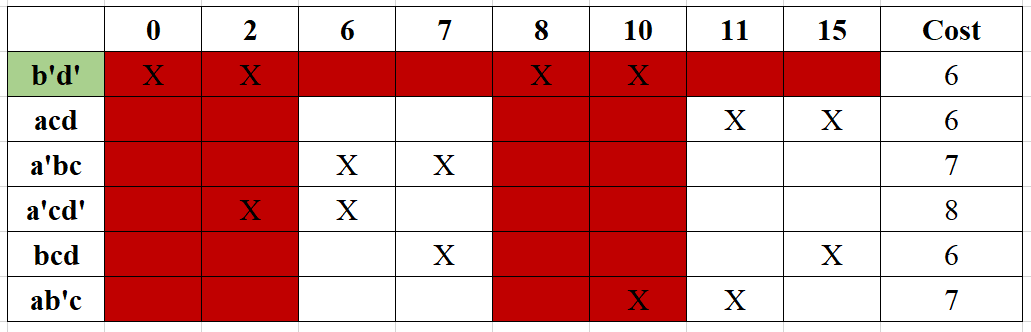 0 2 6 7 8 10 11 15 Cost
b'd' X X X X 6
acd X X 6
a'bc X X 7
a'cd' X X 8
bcd X X 6
ab'c X X 7